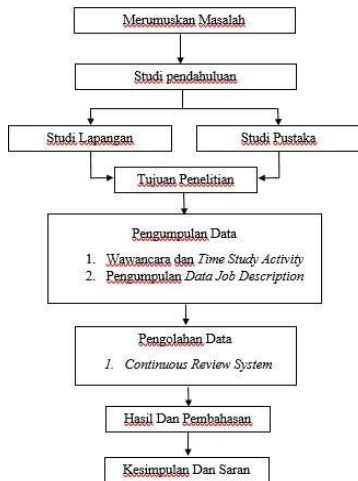 Merumuskan Masalah
Studi pendahuluan
Studi Lapangan
Studi Pustaka
Tujuan Penelitian
Pengumpulan Data
1. Wawancara dan Time Study Activity
2. Pengumpulan Data Job Description
Pengolahan Data
1. Continuous Review System
Hasil Dan Pembahasan
Kesimpulan Dan Saran